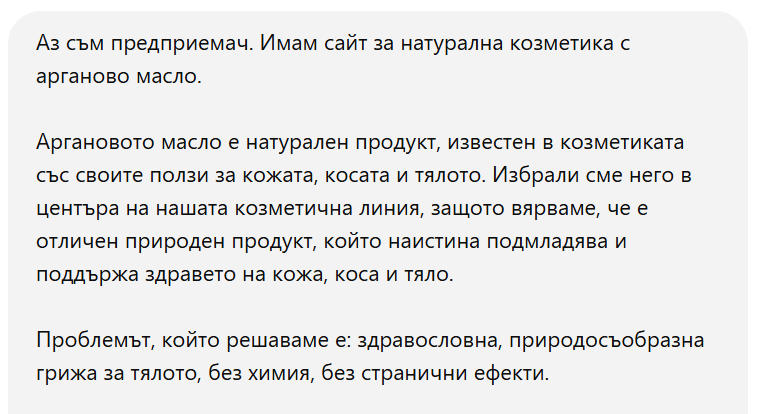 Аз съм предприемач. Имам сайт за натурална козметика с
арганово масло.
Аргановото масло е натурален продукт, известен в козметиката
със своите ползи за кожата, косата и тялото. Избрали сме него в
центъра на нашата козметична линия, защото вярваме, че е
отличен природен продукт, който наистина подмладява и
поддържа здравето на кожа, коса и тяло.
Проблемът, който решаваме е: здравословна, природосъобразна
грижа за тялото, без химия, без странични ефекти.